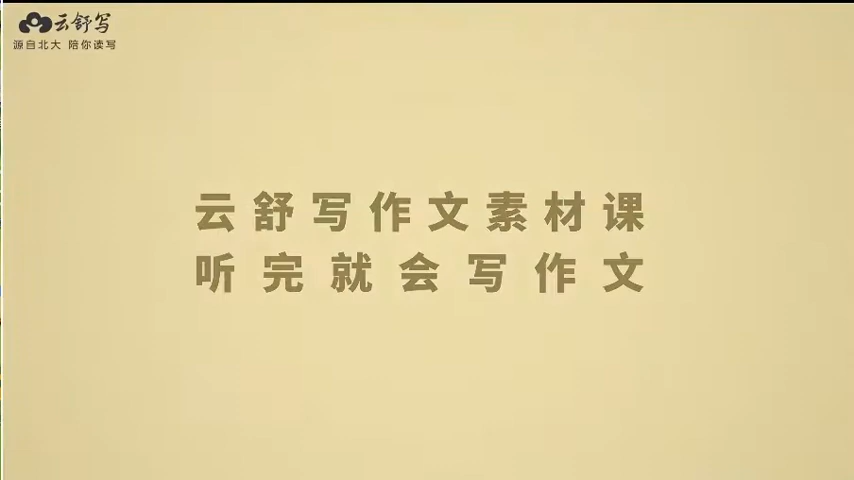 云舒写
源自北大 陪你读写
云舒写作文素材课
听完就会写作文